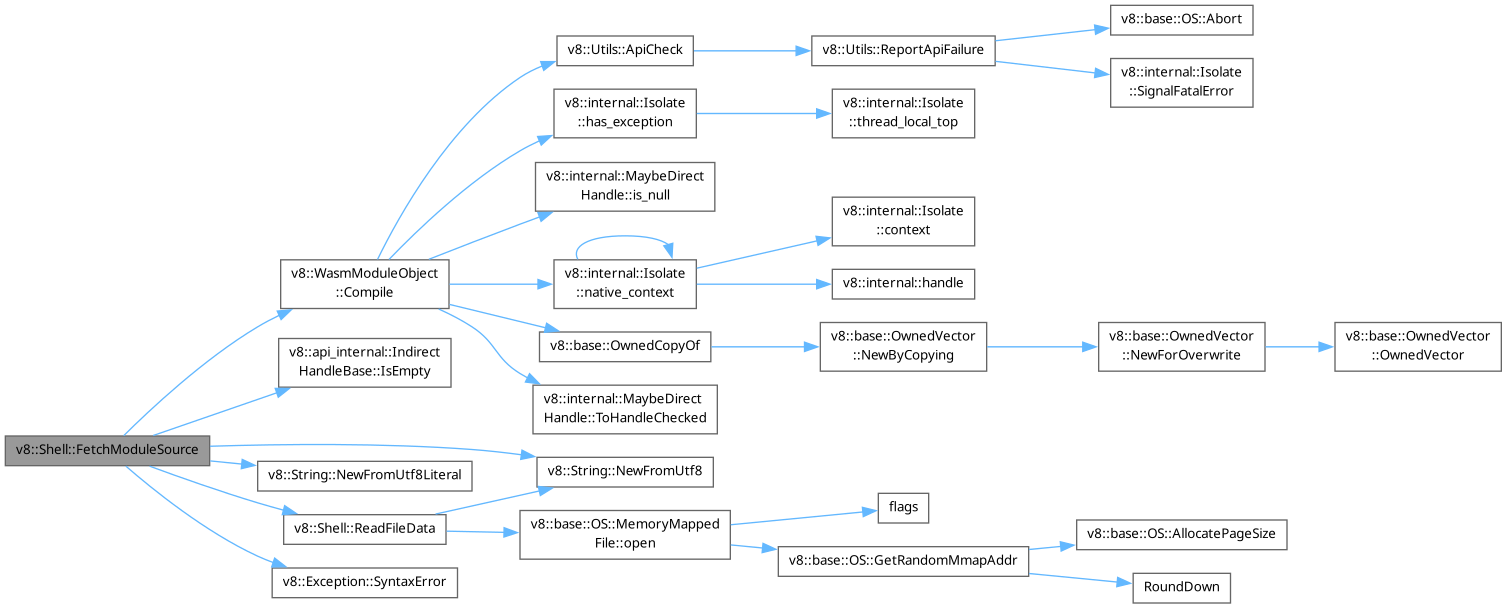 v8::base::OS::Abort
v8::Utils::ApiCheck
v8::Utils::ReportApiFailure
v8::internal::Isolate
::SignalFatalError
v8::internal::Isolate
::has_exception
v8::internal::Isolate
::thread_local_top
v8::internal::MaybeDirect
Handle::is_null
v8::internal::Isolate
::context
v8::WasmModuleObject
::Compile
v8::internal::Isolate
::native_context
v8::internal::handle
v8::base::OwnedCopyOf
v8::base::OwnedVector
::NewByCopying
v8::base::OwnedVector
::NewForOverwrite
v8::base::OwnedVector
::OwnedVector
v8::api_internal::Indirect
HandleBase::IsEmpty
v8::internal::MaybeDirect
Handle::ToHandleChecked
v8::Shell::FetchModuleSource
v8::String::NewFromUtf8Literal
v8::String::NewFromUtf8
v8::Shell::ReadFileData
v8::base::OS::MemoryMapped
File::open
flags
v8::base::OS::GetRandomMmapAddr
v8::base::OS::AllocatePageSize
RoundDown
v8::Exception::SyntaxError